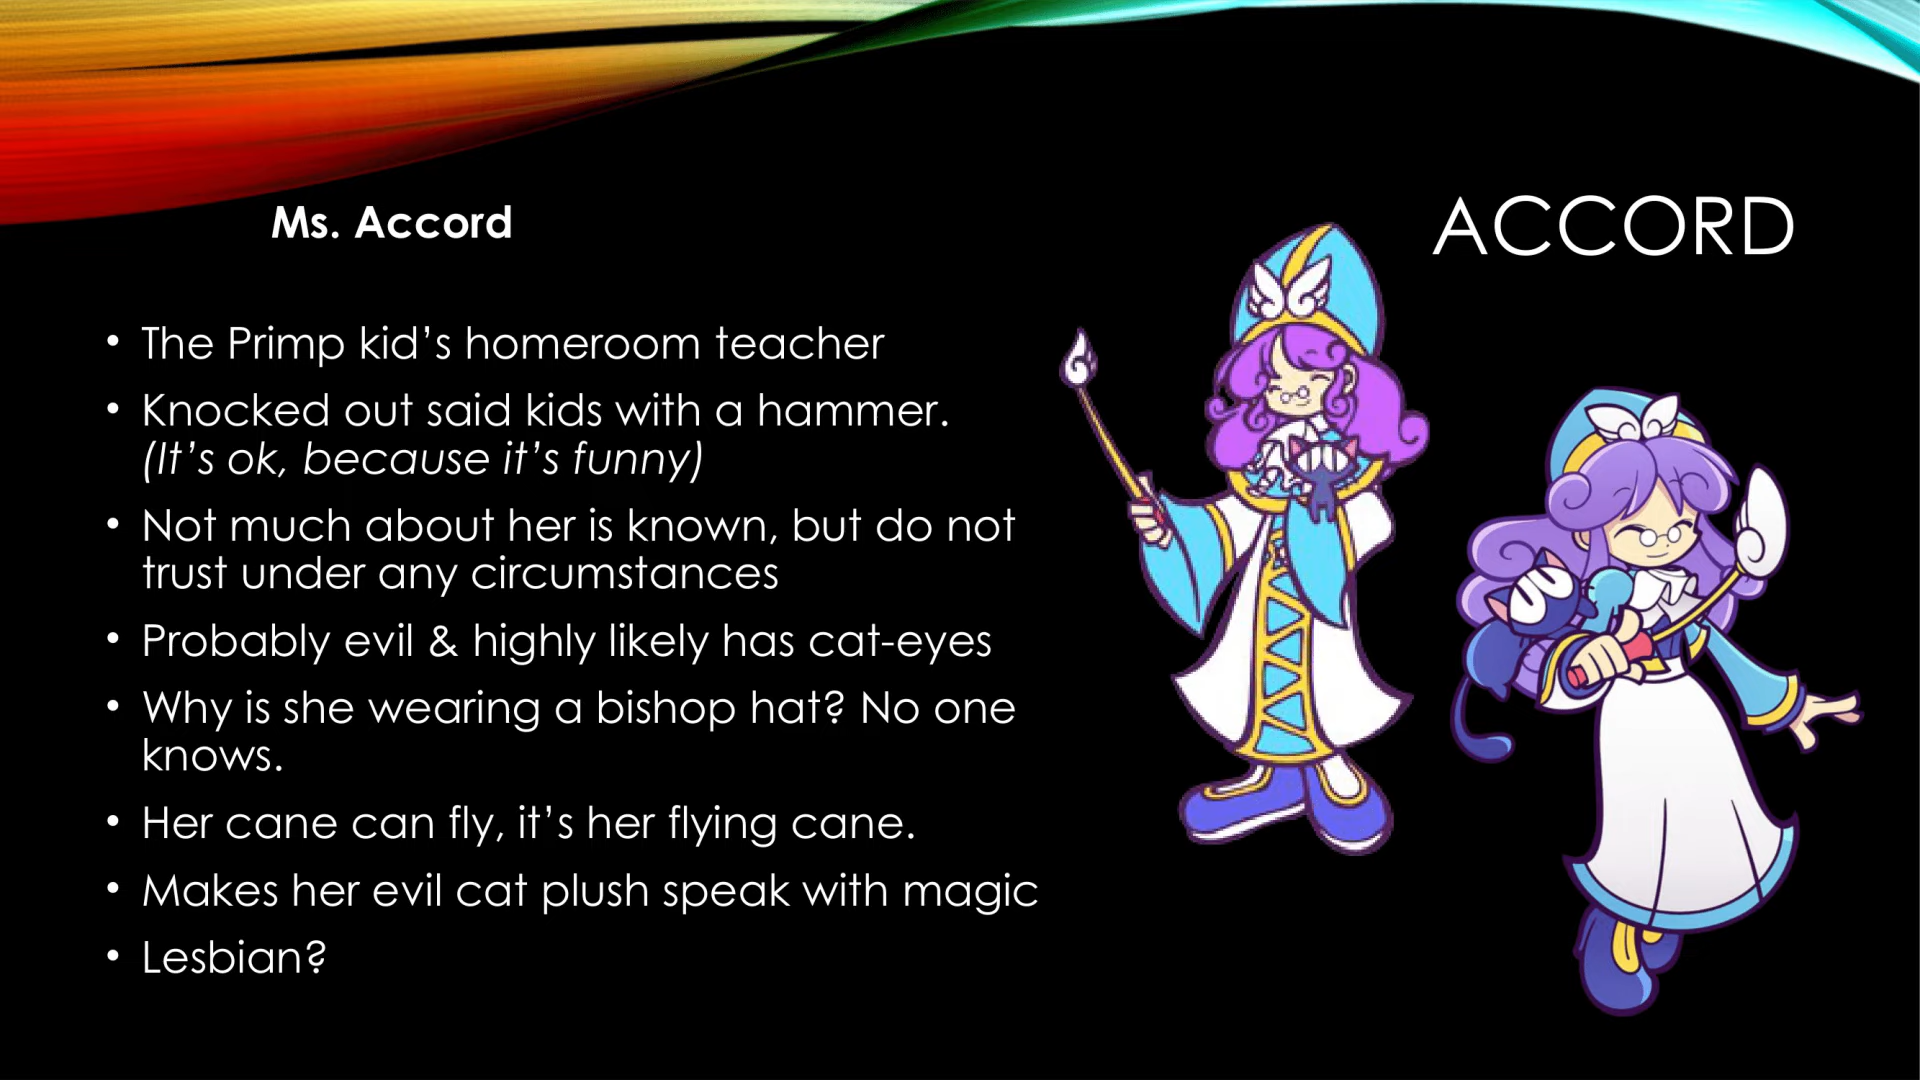 Ms. Accord
ACCORD
• The Primp kid’s homeroom teacher
• Knocked out said kids with a hammer.
(It’s ok, because it’s funny)
• Not much about her is known, but do not
trust under any circumstances
• Probably evil & highly likely has cat-eyes
• Why is she wearing a bishop hat? No one
knows.
• Her cane can fly, it’s her flying cane.
• Makes her evil cat plush speak with magic
• Lesbian?